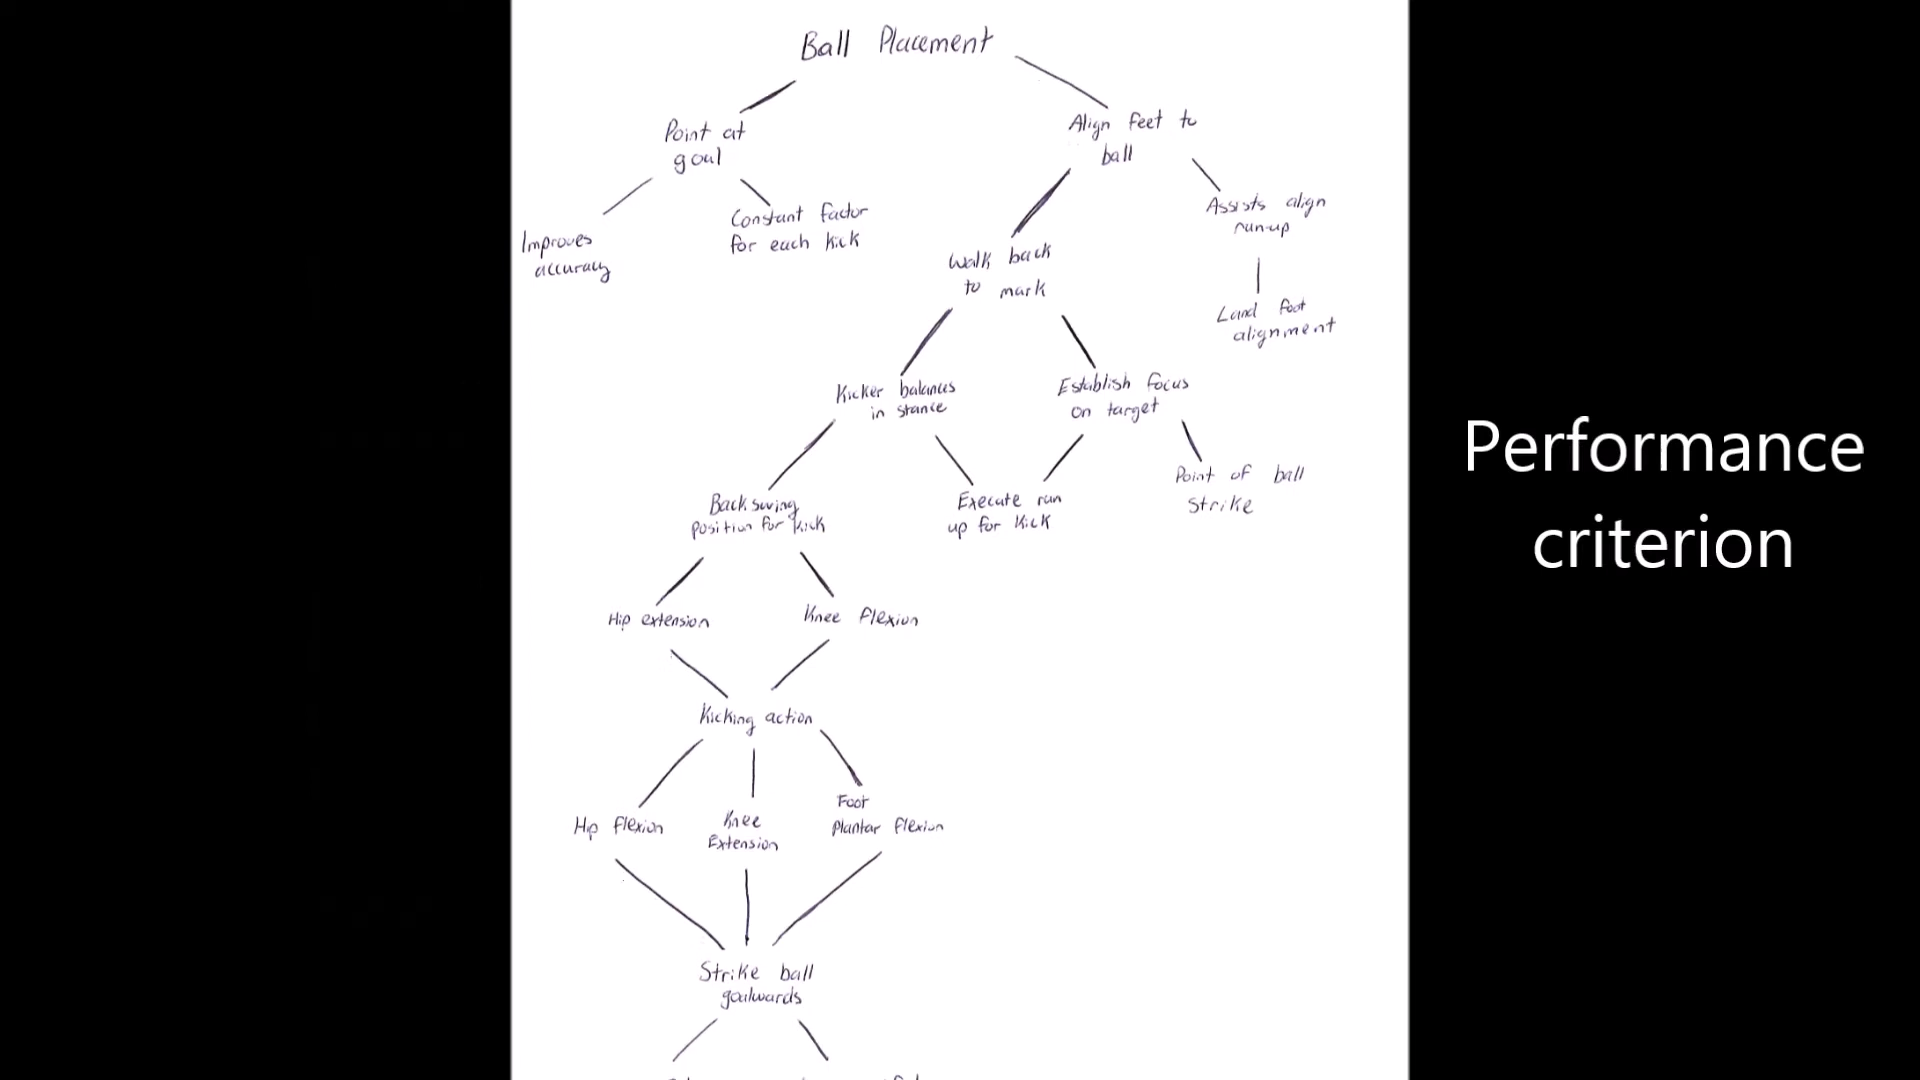 Ball Placement
Point at
goal
Align feet to
ball
Improves
accuracy
Constant factor
for each kick
Assists align
run-up
Walk back
to mark
Land foot
alignment
Kicker balances
in stance
Establish focus
on target
Backswing
position for kick
Execute run
up for kick
Point of ball
strike
Hip extension
Knee flexion
Kicking action
Hip flexion
Knee
Extension
Foot
Plantar flexion
Strike ball
goalwards
Performance
criterion